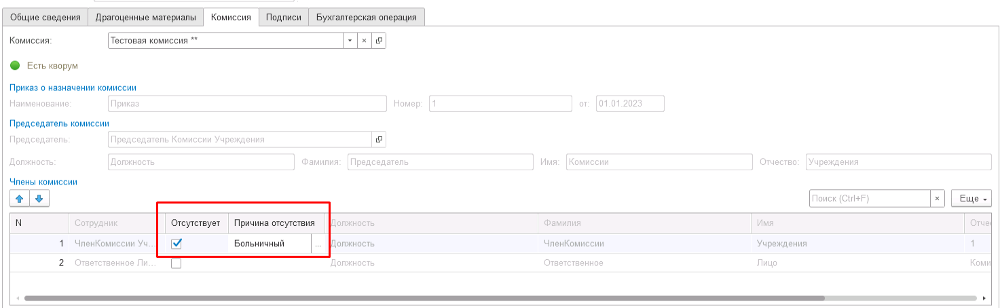 Общие сведения Драгоценные материалы Комиссия Подписи Бухгалтерская операция
Комиссия: Тестовая комиссия **
Есть кворум
Приказ о назначении комиссии
Наименование: Приказ Номер: 1 от: 01.01.2023
Председатель комиссии
Председатель: Председатель Комиссии Учреждения
Должность: Должность Фамилия: Председатель Имя: Комиссии Отчество: Учреждения
Члены комиссии
Поиск (Ctrl+F) × Еще
N Сотрудник Отсутствует Причина отсутствия Должность Фамилия Имя Отче
1 ЧленКомиссии Уч... Больничный ... Должность ЧленКомиссии Учреждения 1
2 Ответственное Ли... Должность Ответственное Лицо Коми